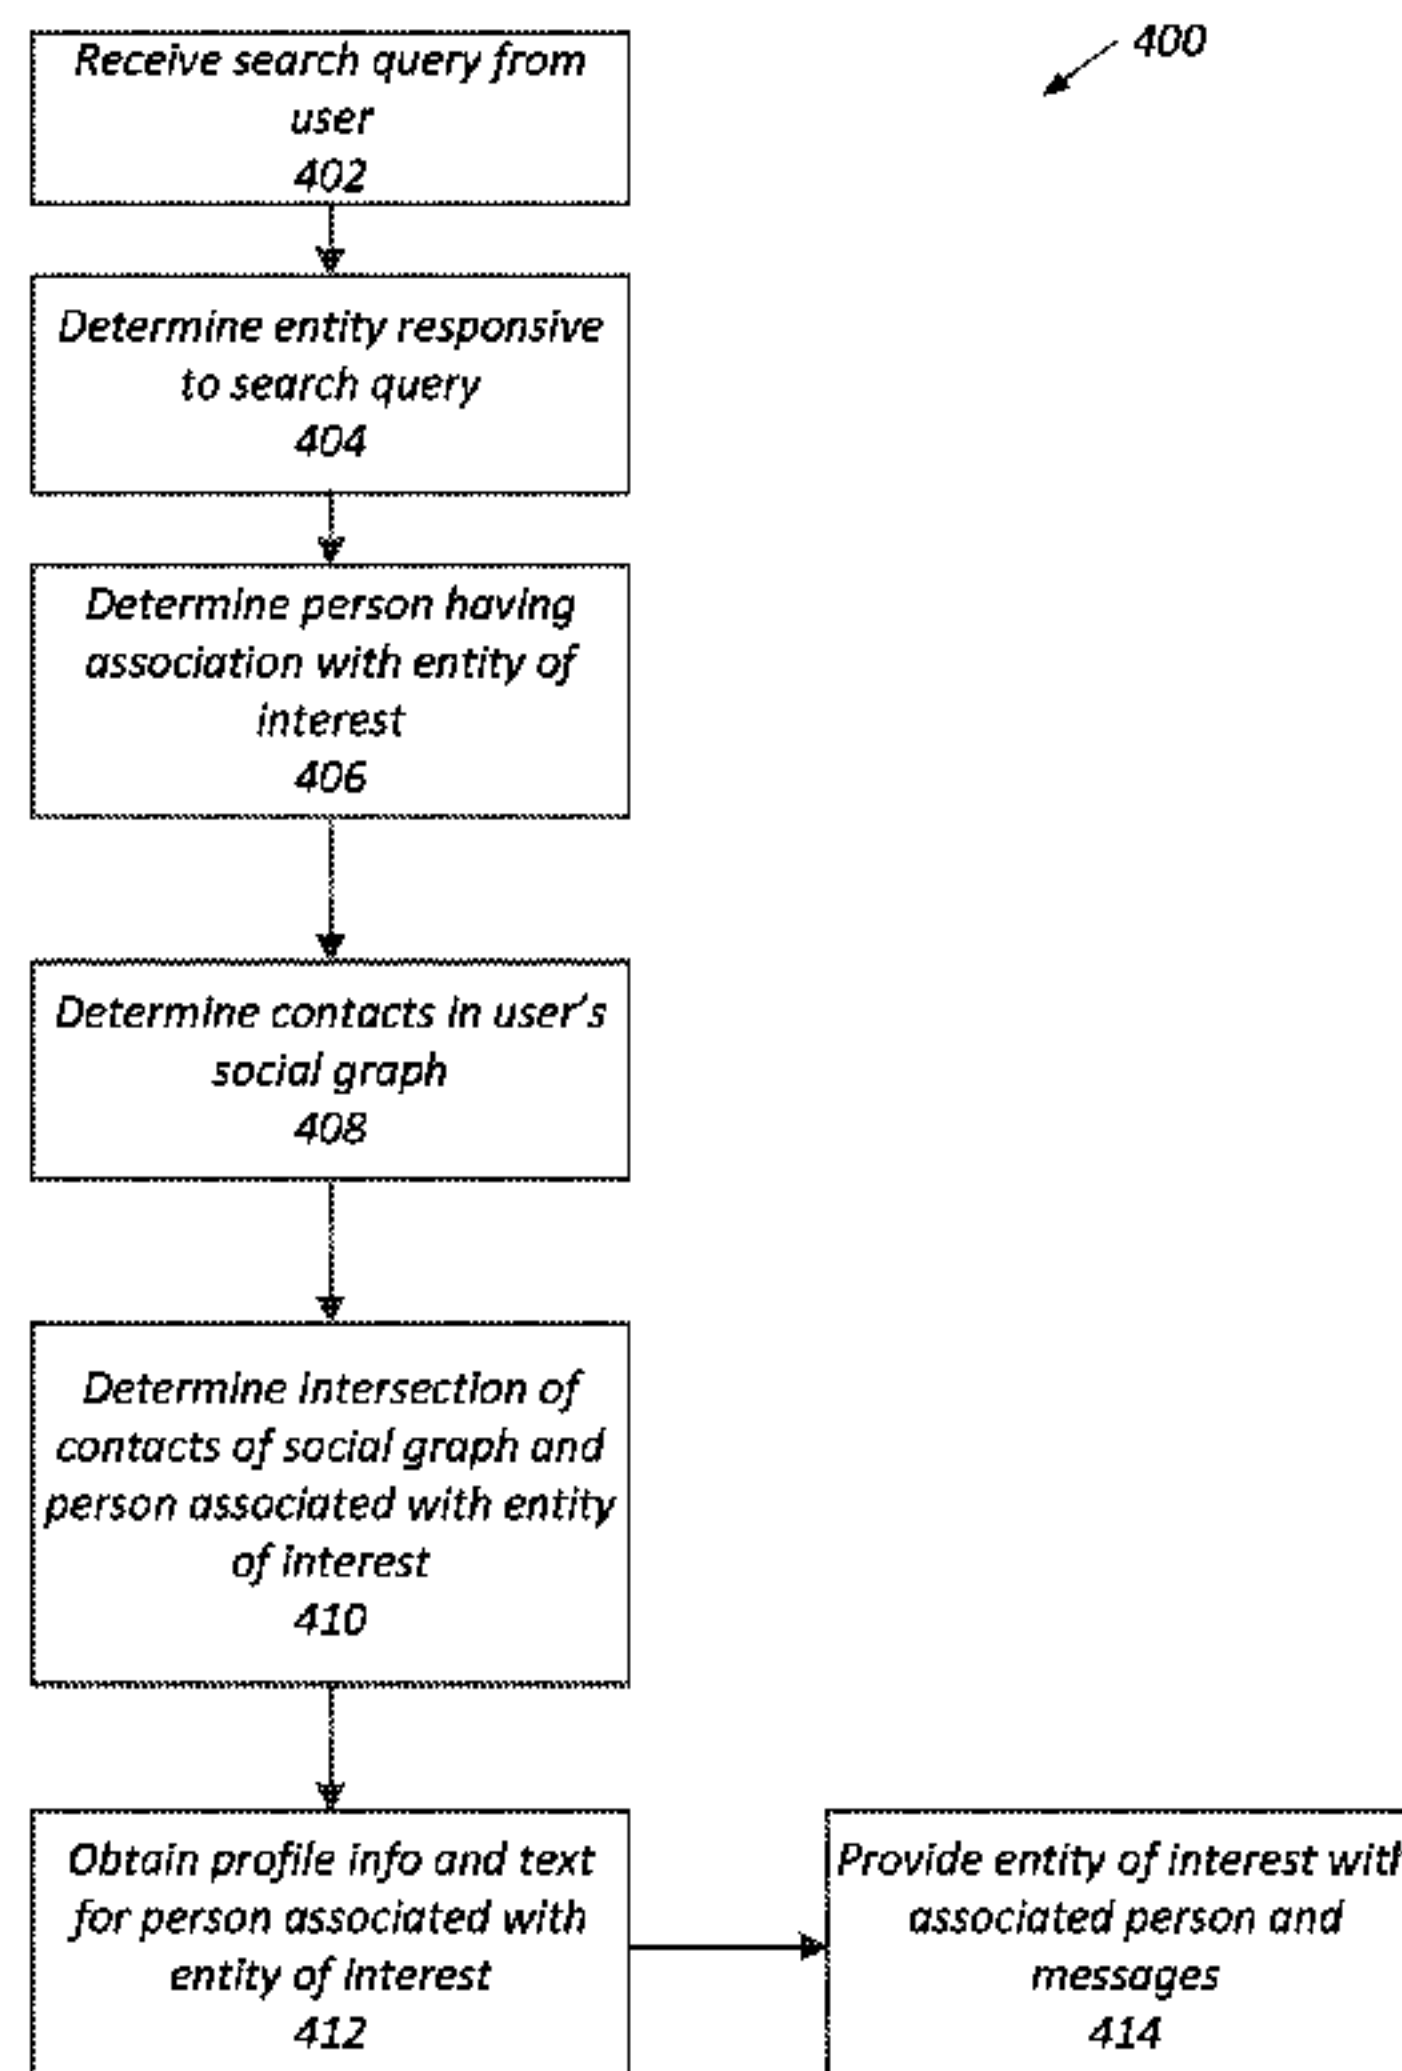 Receive search query from
user
402
400
Determine entity responsive
to search query
404
Determine person having
association with entity of
interest
406
Determine contacts in user's
social graph
408
Determine intersection of
contacts of social graph and
person associated with entity
of interest
410
Obtain profile info and text
for person associated with
entity of interest
412
Provide entity of interest with
associated person and
messages
414